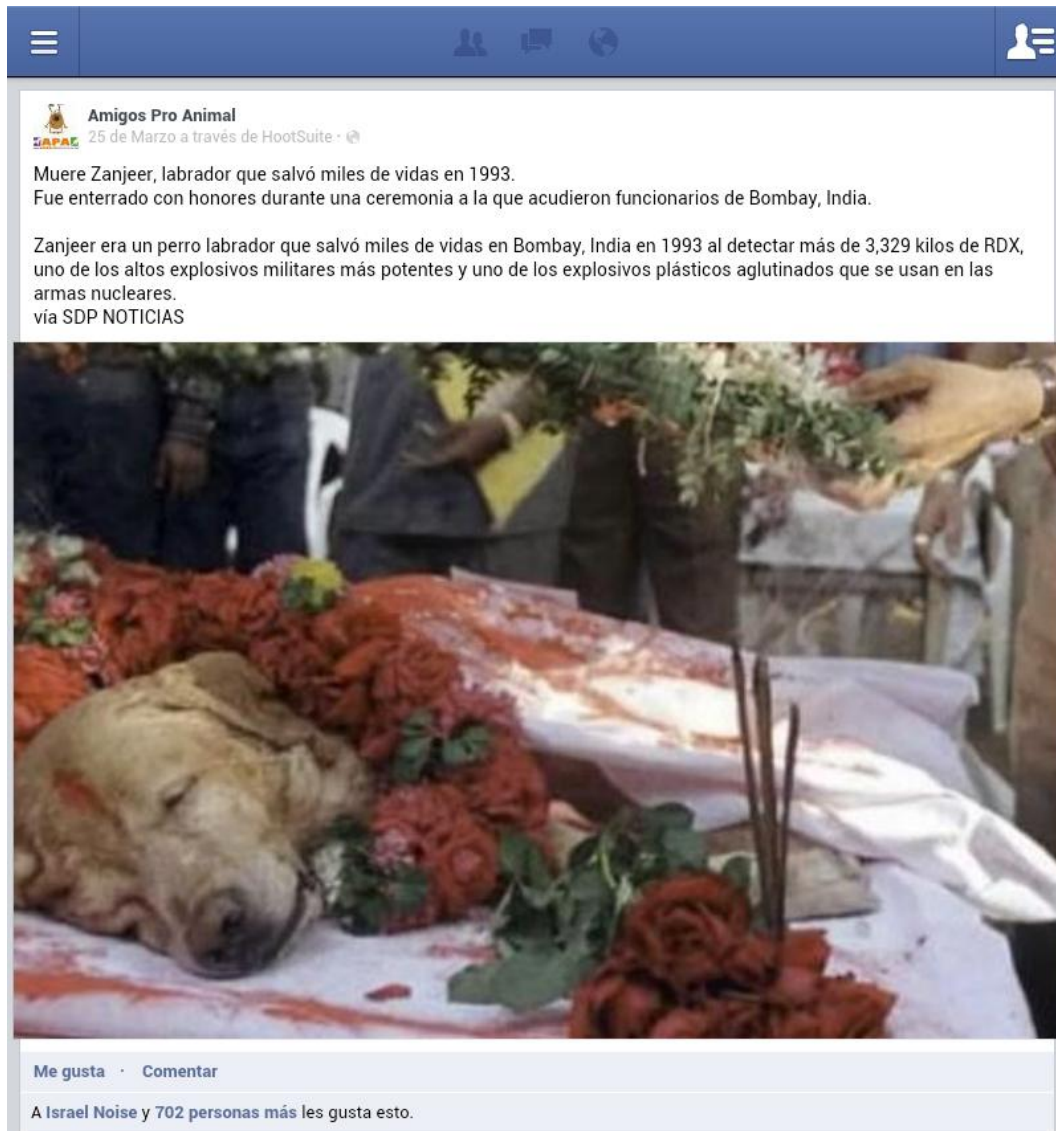 Amigos Pro Animal
APAC
25 de Marzo a través de HootSuite ·
Muere Zanjeer, labrador que salvó miles de vidas en 1993.
Fue enterrado con honores durante una ceremonia a la que acudieron funcionarios de Bombay, India.
Zanjeer era un perro labrador que salvó miles de vidas en Bombay, India en 1993 al detectar más de 3,329 kilos de RDX,
uno de los altos explosivos militares más potentes y uno de los explosivos plásticos aglutinados que se usan en las
armas nucleares.
vía SDP NOTICIAS
Me gusta · Comentar
A Israel Noise y 702 personas más les gusta esto.